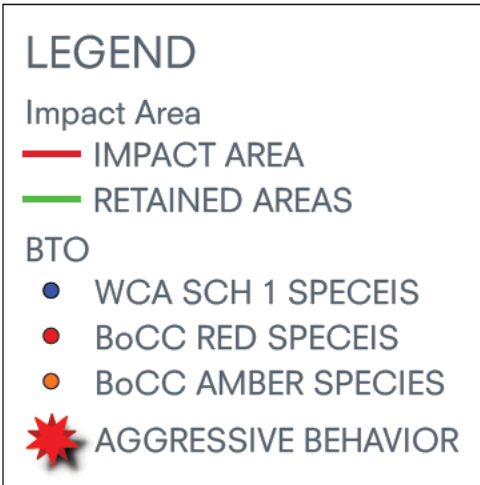 LEGEND
Impact Area
IMPACT AREA
RETAINED AREAS
BTO
WCA SCH 1 SPECEIS
BoCC RED SPECEIS
BoCC AMBER SPECIES
AGGRESSIVE BEHAVIOR